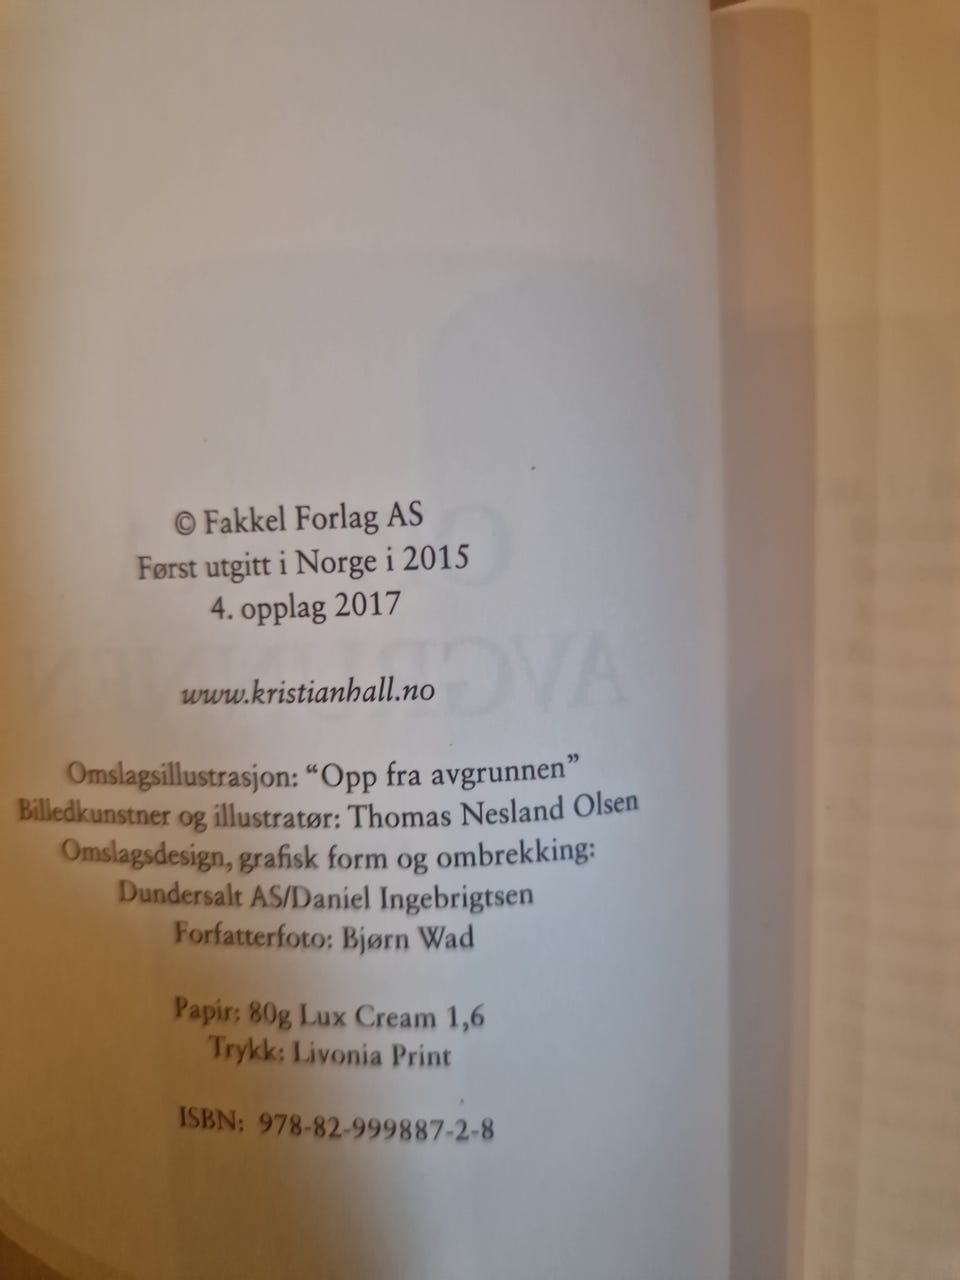 © Fakkel Forlag AS
Først utgitt i Norge i 2015
4. opplag 2017
www.kristianhall.no
Omslagsillustrasjon: “Opp fra avgrunnen”
Billedkunstner og illustratør: Thomas Nesland Olsen
Omslagsdesign, grafisk form og ombrekking:
Dundersalt AS/Daniel Ingebrigtsen
Forfatterfoto: Bjørn Wad
Papir: 80g Lux Cream 1,6
Trykk: Livonia Print
ISBN: 978-82-999887-2-8